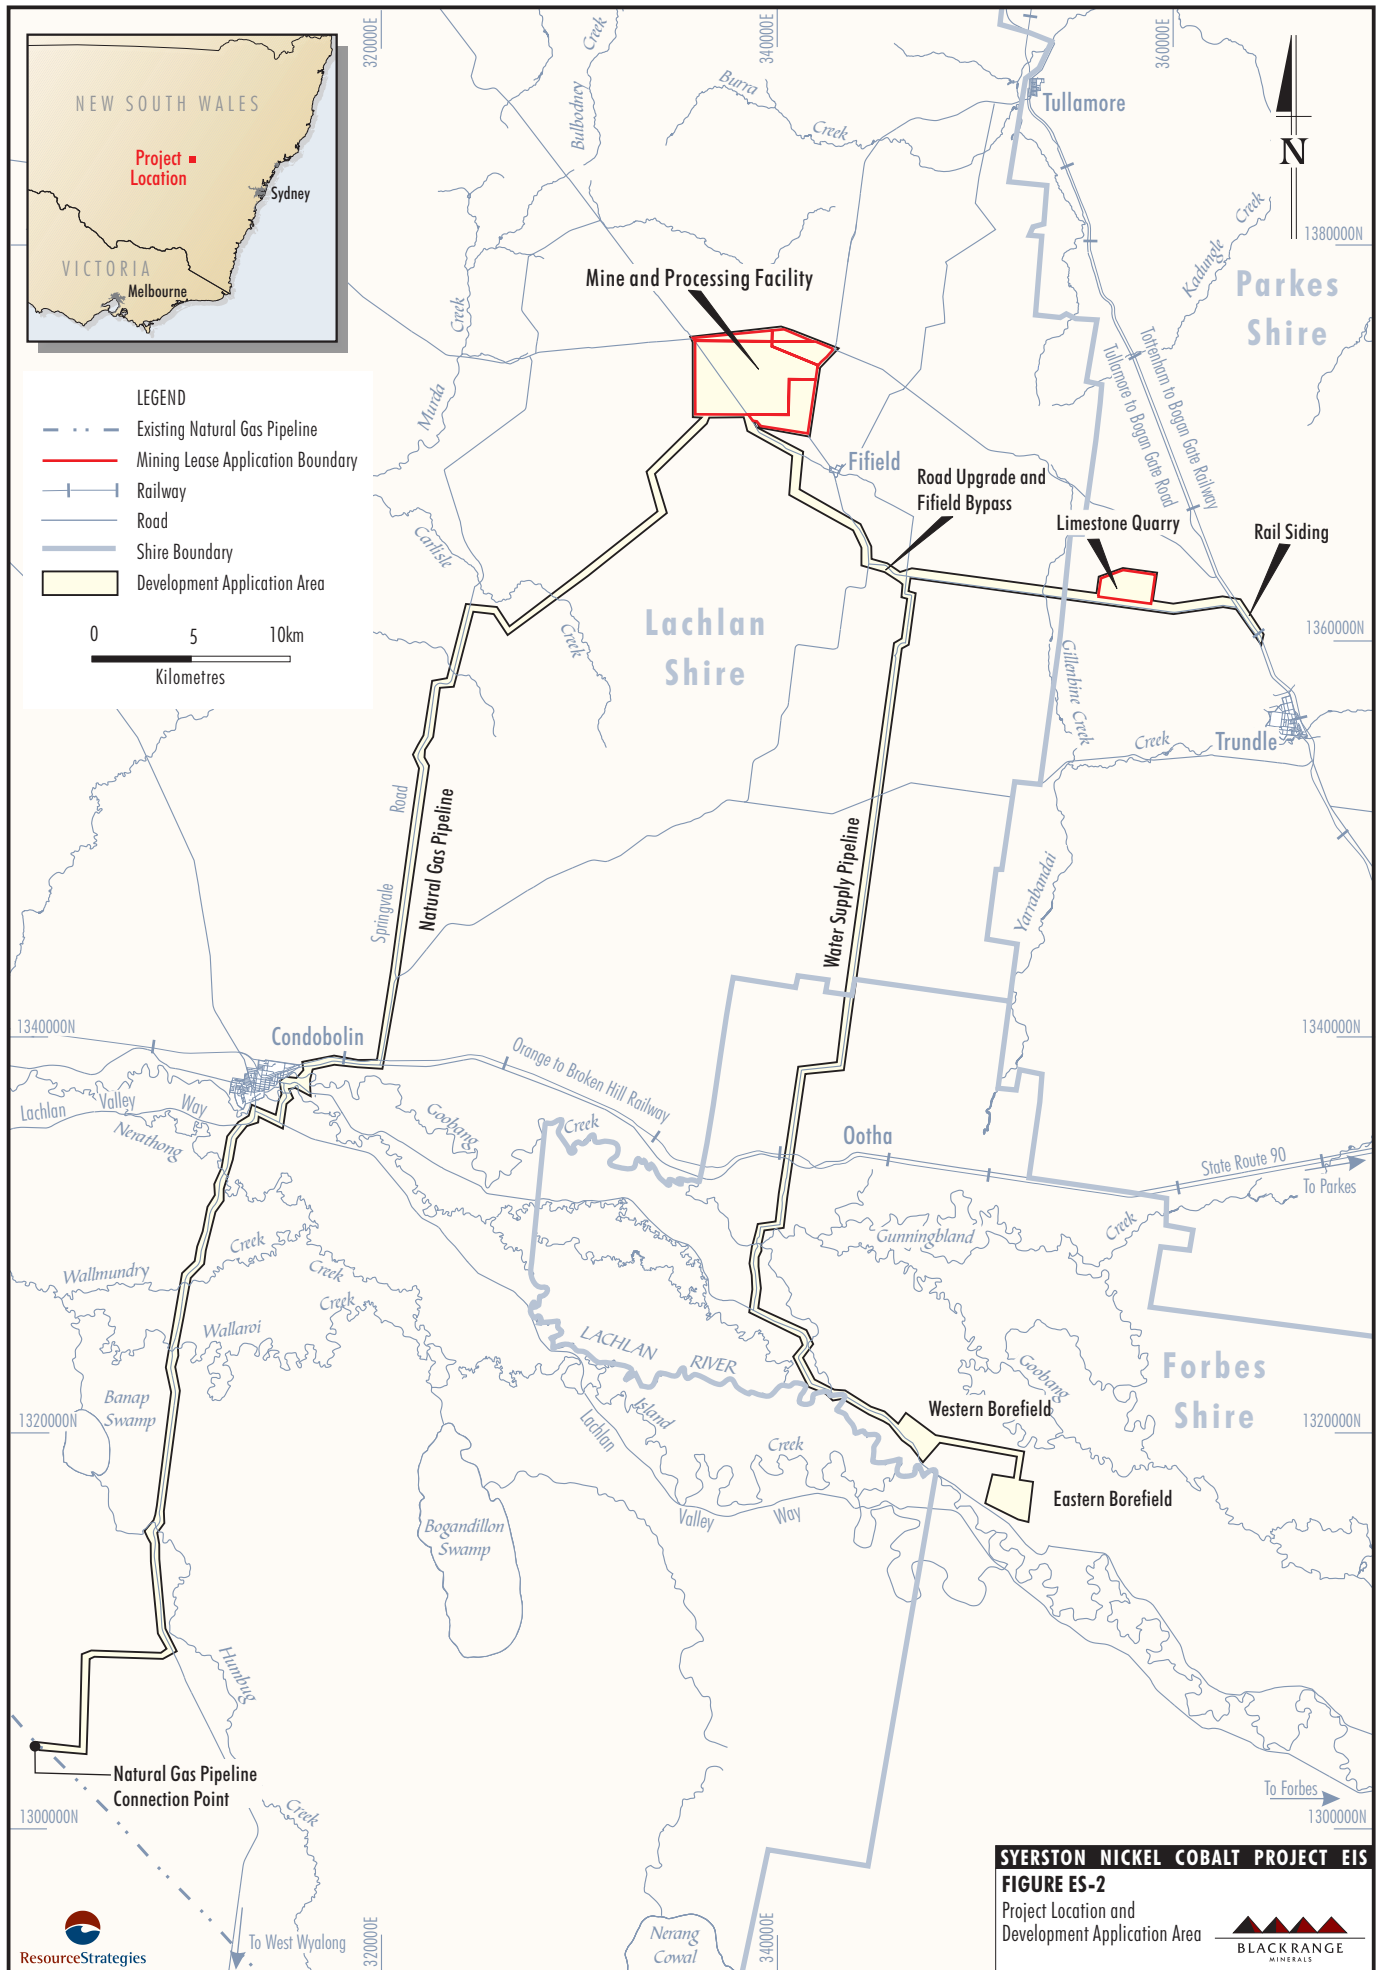 320000E
340000E
360000E
NEW SOUTH WALES
Project
Location
Sydney
VICTORIA
Melbourne
Creek
Bulbodney
Burra
Creek
Tullamore
N
Creek
Kadungle
1380000N
Parkes
Shire
Mine and Processing Facility
Creek
Murda
Tottenham to Bogan Gate Railway
Tullamore to Bogan Gate Road
LEGEND
Existing Natural Gas Pipeline
Mining Lease Application Boundary
Railway
Road
Shire Boundary
Development Application Area
0 5 10km
Kilometres
Fifield
Road Upgrade and
Fifield Bypass
Limestone Quarry
Rail Siding
Carlisle
Creek
Lachlan
Shire
1360000N
Gillenbine Creek
Creek
Trundle
Road
Springvale
Natural Gas Pipeline
Water Supply Pipeline
Yarrabandai
1340000N
Condobolin
Orange to Broken Hill Railway
1340000N
Lachlan
Valley
Way
Nerathong
Goobang
Creek
Ootha
State Route 90
To Parkes
Creek
Gunningbland
Creek
Wallmundry
Creek
Creek
Wallaroi
LACHLAN
RIVER
Goobang
Forbes
Shire
Banap
Swamp
1320000N
Island
Lachlan
Creek
Western Borefield
1320000N
Eastern Borefield
Valley
Way
Bogandillon
Swamp
Humbug
Natural Gas Pipeline
Connection Point
Creek
To Forbes
1300000N
1300000N
To West Wyalong
320000E
Nerang
Cowal
340000E
ResourceStrategies
SYERSTON NICKEL COBALT PROJECT EIS
FIGURE ES-2
Project Location and
Development Application Area
BLACK RANGE
MINERALS